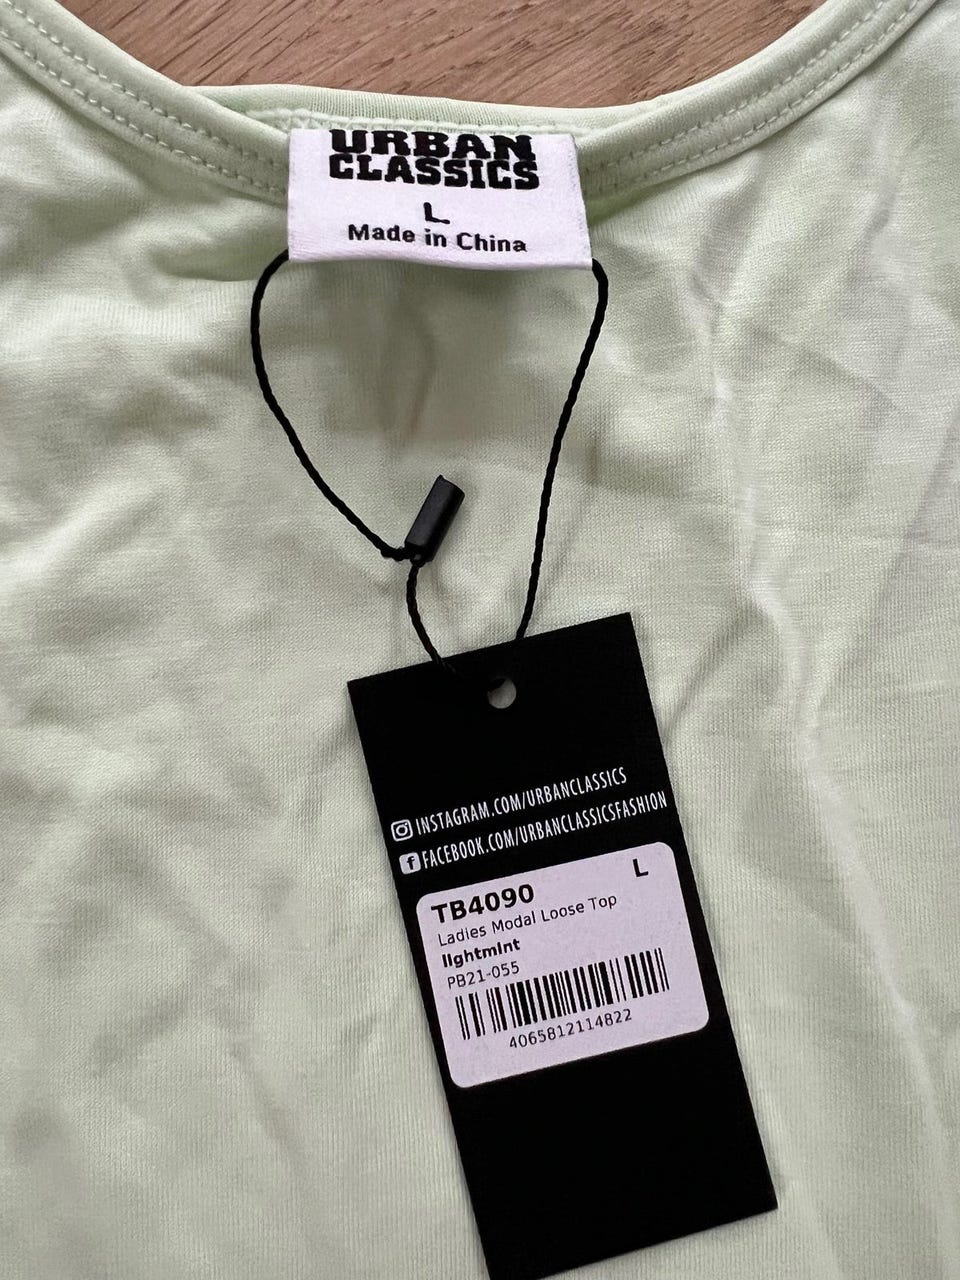 URBAN
CLASSICS
L
Made in China
INSTAGRAM.COM/URBANCLASSICS
f FACEBOOK.COM/URBANCLASSICSFASHION
L
TB4090
Ladies Modal Loose Top
lightmint
PB21-055
4065812114822